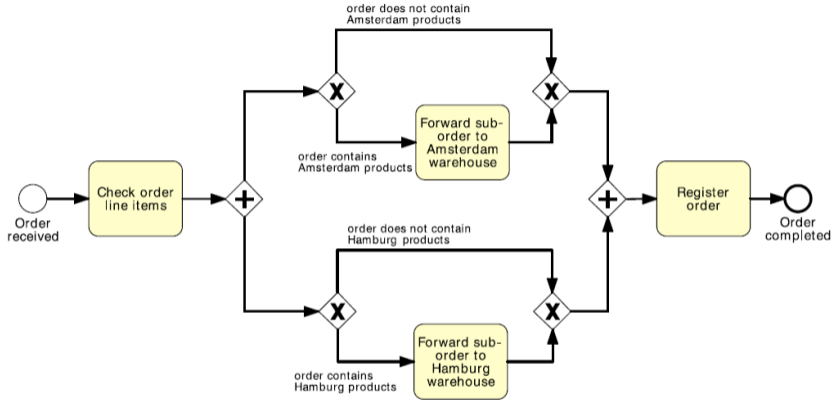 order does not contain
Amsterdam products
X
X
Forward sub-
order to
Amsterdam
warehouse
order contains
Amsterdam products
Check order
line items
+
+
Register
order
Order
received
Order
completed
order does not contain
Hamburg products
X
X
Forward sub-
order to
Hamburg
warehouse
order contains
Hamburg products